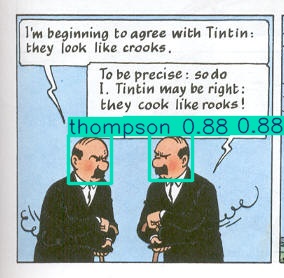 I'm beginning to agree with Tintin:
they look like crooks.
To be precise: so do
I. Tintin may be right:
they cook like rooks!
thompson 0.88 0.88